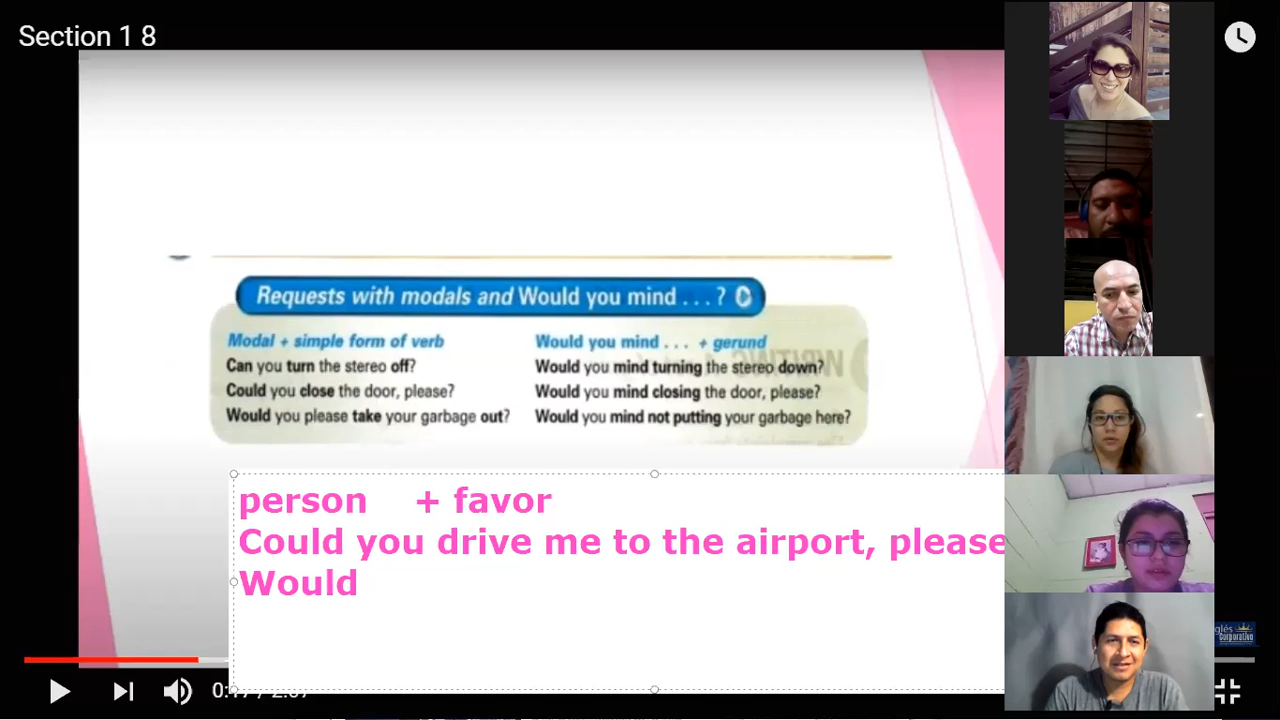 Section 1 8
Requests with modals and Would you mind . . . ?
Modal + simple form of verb
Can you turn the stereo off?
Could you close the door, please?
Would you please take your garbage out?
Would you mind . . . + gerund
Would you mind turning the stereo down?
Would you mind closing the door, please?
Would you mind not putting your garbage here?
person + favor
Could you drive me to the airport, please
Would
Corporativo